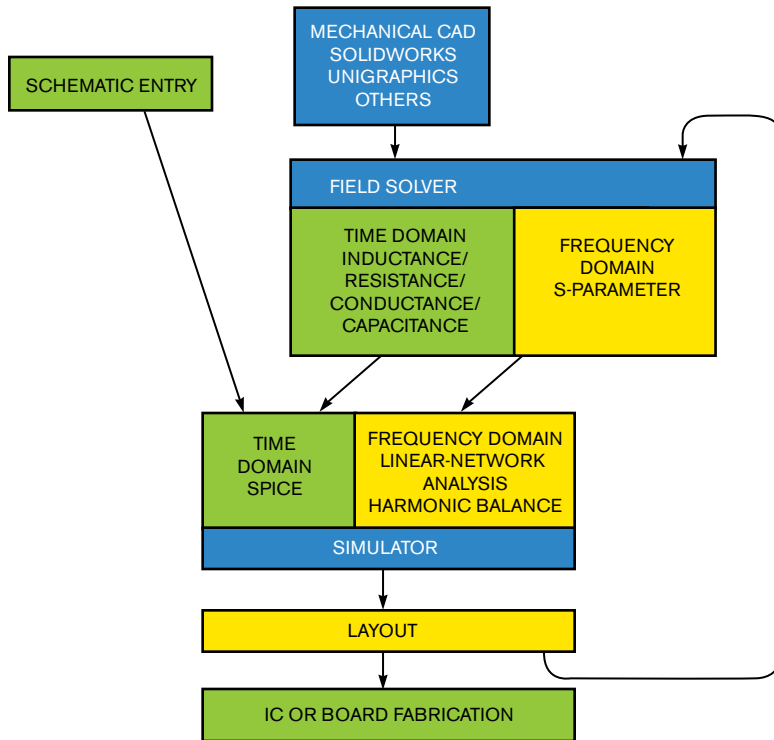 MECHANICAL CAD
SOLIDWORKS
UNIGRAPHICS
OTHERS
SCHEMATIC ENTRY
FIELD SOLVER
TIME DOMAIN
INDUCTANCE/
RESISTANCE/
CONDUCTANCE/
CAPACITANCE
FREQUENCY
DOMAIN
S-PARAMETER
TIME
DOMAIN
SPICE
FREQUENCY DOMAIN
LINEAR-NETWORK
ANALYSIS
HARMONIC BALANCE
SIMULATOR
LAYOUT
IC OR BOARD FABRICATION